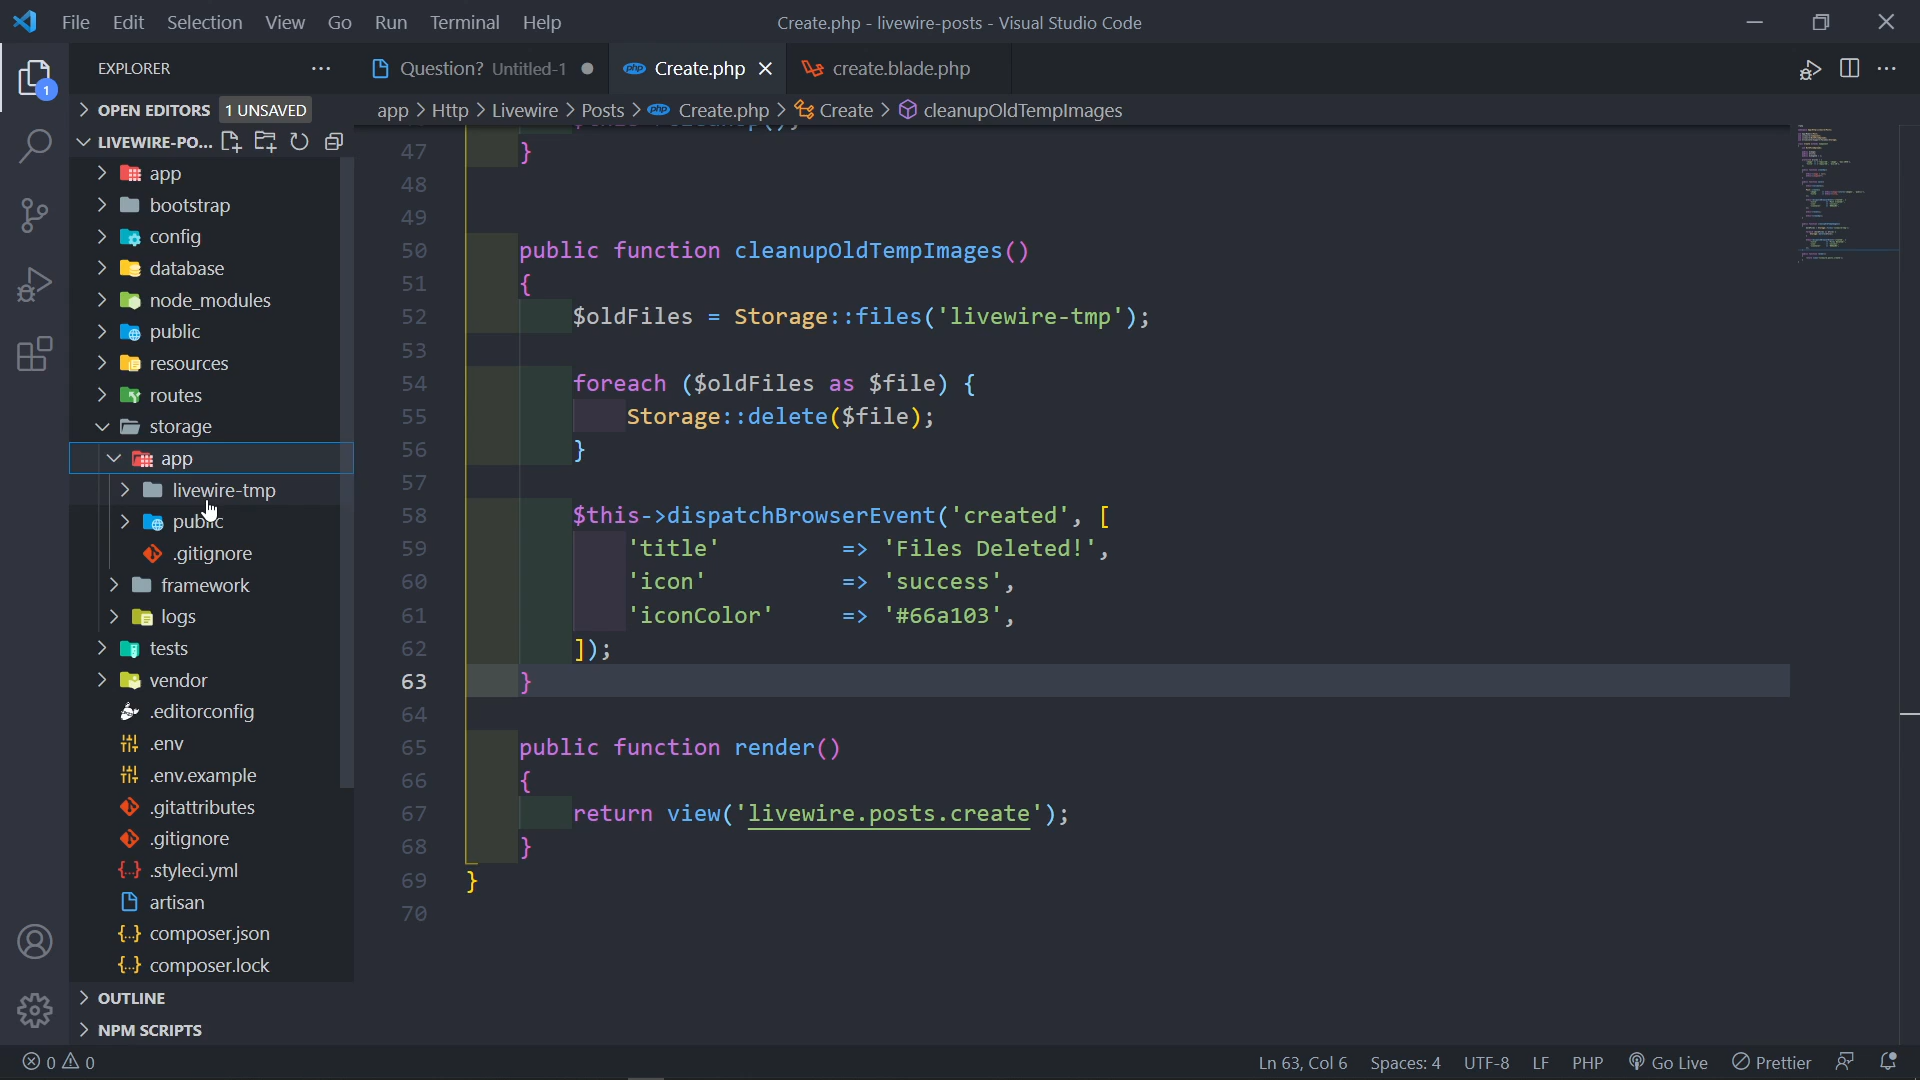 File Edit Selection View Go Run Terminal Help Create.php - livewire-posts - Visual Studio Code
EXPLORER
Question? Untitled-1
Create.php
create.blade.php
OPEN EDITORS 1 UNSAVED
app > Http > Livewire > Posts > Create.php > Create > cleanupOldTempImages
LIVEWIRE-PO...
1
app
bootstrap
config
database
node_modules
public
resources
routes
storage
app
livewire-tmp
public
.gitignore
framework
logs
tests
vendor
.editorconfig
.env
.env.example
.gitattributes
.gitignore
.styleci.yml
artisan
composer.json
composer.lock
OUTLINE
NPM SCRIPTS
47 }
48
49
50 public function cleanupOldTempImages()
51 {
52 $oldFiles = Storage::files('livewire-tmp');
53
54 foreach ($oldFiles as $file) {
55 Storage::delete($file);
56 }
57
58 $this->dispatchBrowserEvent('created', [
59 'title' => 'Files Deleted!',
60 'icon' => 'success',
61 'iconColor' => '#66a103',
62 ]);
63 }
64
65 public function render()
66 {
67 return view('livewire.posts.create');
68 }
69 }
70
0 0 Ln 63, Col 6 Spaces: 4 UTF-8 LF PHP Go Live Prettier